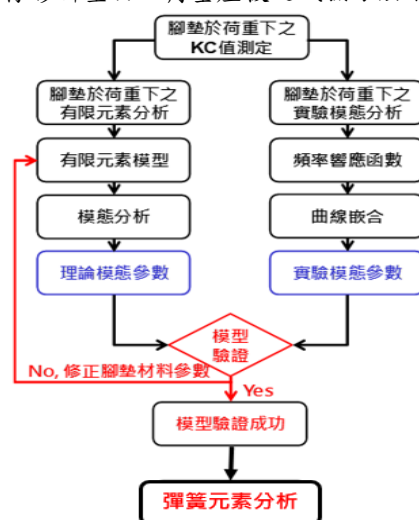 腳墊於荷重下之
KC值測定
腳墊於荷重下之
有限元素分析
腳墊於荷重下之
實驗模態分析
有限元素模型
頻率響應函數
模態分析
曲線嵌合
理論模態參數
實驗模態參數
模型
驗證
No, 修正腳墊材料參數
Yes
模型驗證成功
彈簧元素分析